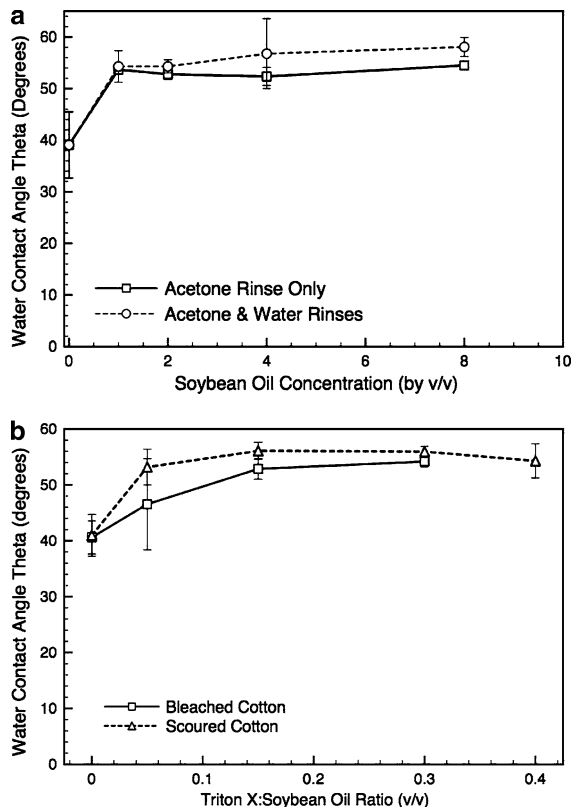 a
Water Contact Angle Theta (Degrees)
60
50
40
30
20
10
0
Acetone Rinse Only
Acetone & Water Rinses
0 2 4 6 8 10
Soybean Oil Concentration (by v/v)
b
Water Contact Angle Theta (degrees)
60
50
40
30
20
10
0
Bleached Cotton
Scoured Cotton
0 0.1 0.2 0.3 0.4
Triton X:Soybean Oil Ratio (v/v)